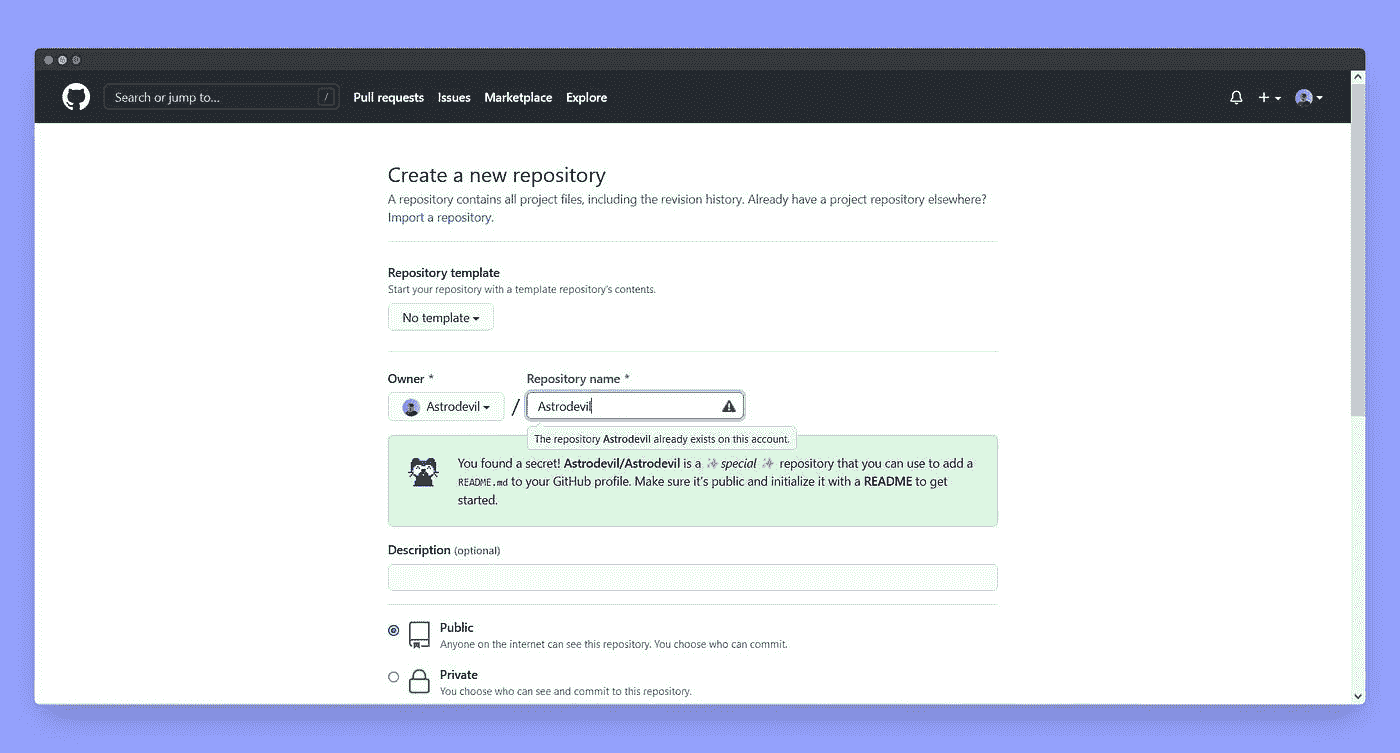 Search or jump to... /
Pull requests Issues Marketplace Explore
Create a new repository
A repository contains all project files, including the revision history. Already have a project repository elsewhere?
Import a repository.
Repository template
Start your repository with a template repository's contents.
No template
Owner * Repository name *
Astrodevil / Astrodevil
The repository Astrodevil already exists on this account.
You found a secret! Astrodevil/Astrodevil is a ✨ special ✨ repository that you can use to add a
README.md to your GitHub profile. Make sure it's public and initialize it with a README to get
started.
Description (optional)
Public
Anyone on the internet can see this repository. You choose who can commit.
Private
You choose who can see and commit to this repository.